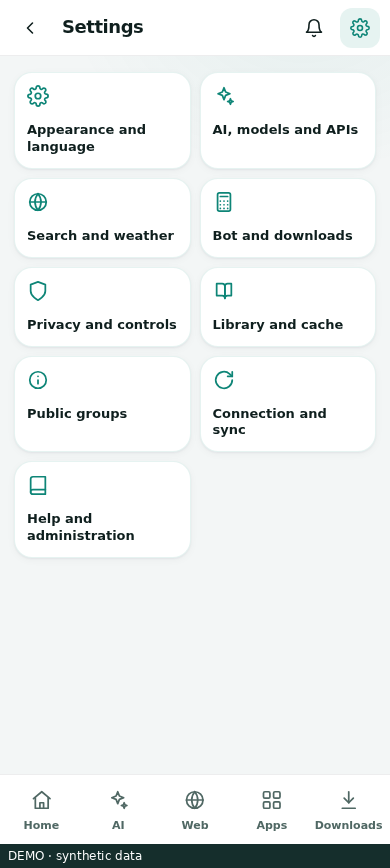 Settings
Appearance and
language
AI, models and APIs
Search and weather
Bot and downloads
Privacy and controls
Library and cache
Public groups
Connection and
sync
Help and
administration
Home
AI
Web
Apps
Downloads
DEMO · synthetic data